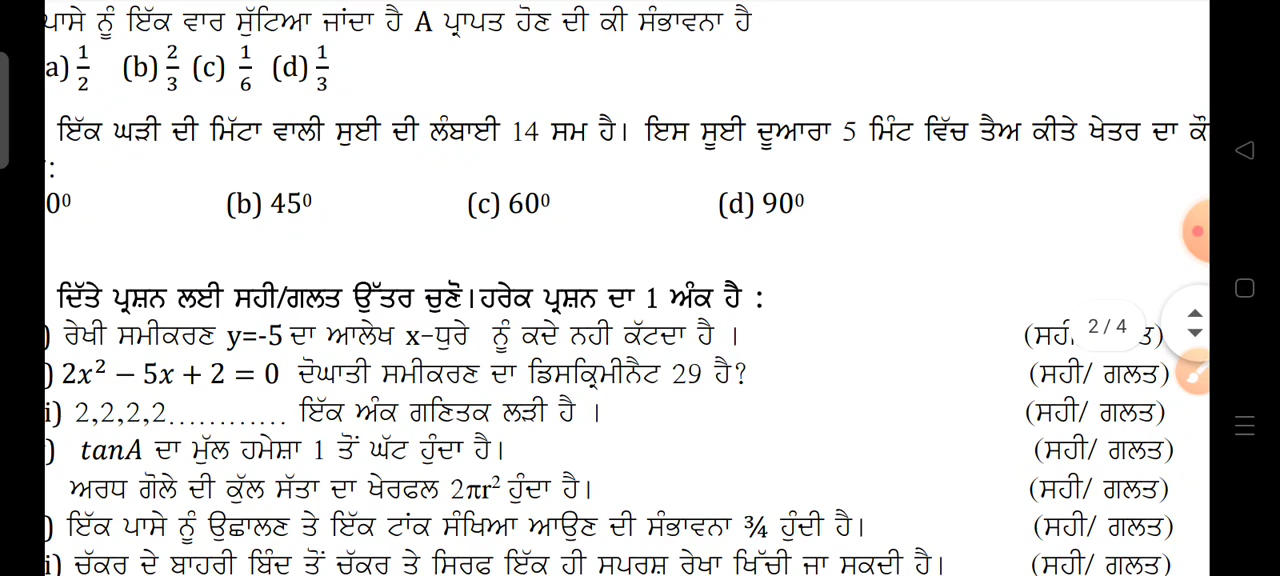 ਪਾਸੇ ਨੂੰ ਇੱਕ ਵਾਰ ਸੁੱਟਿਆ ਜਾਂਦਾ ਹੈ A ਪ੍ਰਾਪਤ ਹੋਣ ਦੀ ਕੀ ਸੰਭਾਵਨਾ ਹੈ
a) 1/2 (b) 2/3 (c) 1/6 (d) 1/3
ਇੱਕ ਘੜੀ ਦੀ ਮਿੱਟਾ ਵਾਲੀ ਸੂਈ ਦੀ ਲੰਬਾਈ 14 ਸਮ ਹੈ। ਇਸ ਸੂਈ ਦੂਆਰਾ 5 ਮਿੰਟ ਵਿੱਚ ਤੈਅ ਕੀਤੇ ਖੇਤਰ ਦਾ
:
0⁰ (b) 45⁰ (c) 60⁰ (d) 90⁰
ਦਿੱਤੇ ਪ੍ਰਸ਼ਨ ਲਈ ਸਹੀ/ਗਲਤ ਉੱਤਰ ਚੁਣੋ।ਹਰੇਕ ਪ੍ਰਸ਼ਨ ਦਾ 1 ਅੰਕ ਹੈ :
) ਰੇਖੀ ਸਮੀਕਰਣ y=-5 ਦਾ ਆਲੇਖ x-ਧੁਰੇ ਨੂੰ ਕਦੇ ਨਹੀ ਕੱਟਦਾ ਹੈ ।
2/4
) 2x² − 5x + 2 = 0 ਦੋਘਾਤੀ ਸਮੀਕਰਣ ਦਾ ਡਿਸਕ੍ਰਿਮੀਨੈਟ 29 ਹੈ? (ਸਹੀ/ ਗਲਤ)
i) 2,2,2,2............ ਇੱਕ ਅੰਕ ਗਣਿਤਕ ਲੜੀ ਹੈ । (ਸਹੀ/ ਗਲਤ)
) tanA ਦਾ ਮੁੱਲ ਹਮੇਸ਼ਾ 1 ਤੋਂ ਘੱਟ ਹੁੰਦਾ ਹੈ। (ਸਹੀ/ ਗਲਤ)
ਅਰਧ ਗੋਲੇ ਦੀ ਕੁੱਲ ਸੱਤਾ ਦਾ ਖੇਰਫਲ 2πr² ਹੁੰਦਾ ਹੈ। (ਸਹੀ/ ਗਲਤ)
) ਇੱਕ ਪਾਸੇ ਨੂੰ ਉਛਾਲਣ ਤੇ ਇੱਕ ਟਾਂਕ ਸੰਖਿਆ ਆਉਣ ਦੀ ਸੰਭਾਵਨਾ ¾ ਹੁੰਦੀ ਹੈ। (ਸਹੀ/ ਗਲਤ)
i) ਚੱਕਰ ਦੇ ਬਾਹਰੀ ਬਿੰਦ ਤੋਂ ਚੱਕਰ ਤੇ ਸਿਰਫ ਇੱਕ ਹੀ ਸਪਰਸ਼ ਰੇਖਾ ਖਿੱਚੀ ਜਾ ਸਕਦੀ ਹੈ। (ਸਹੀ/ ਗਲਤ)